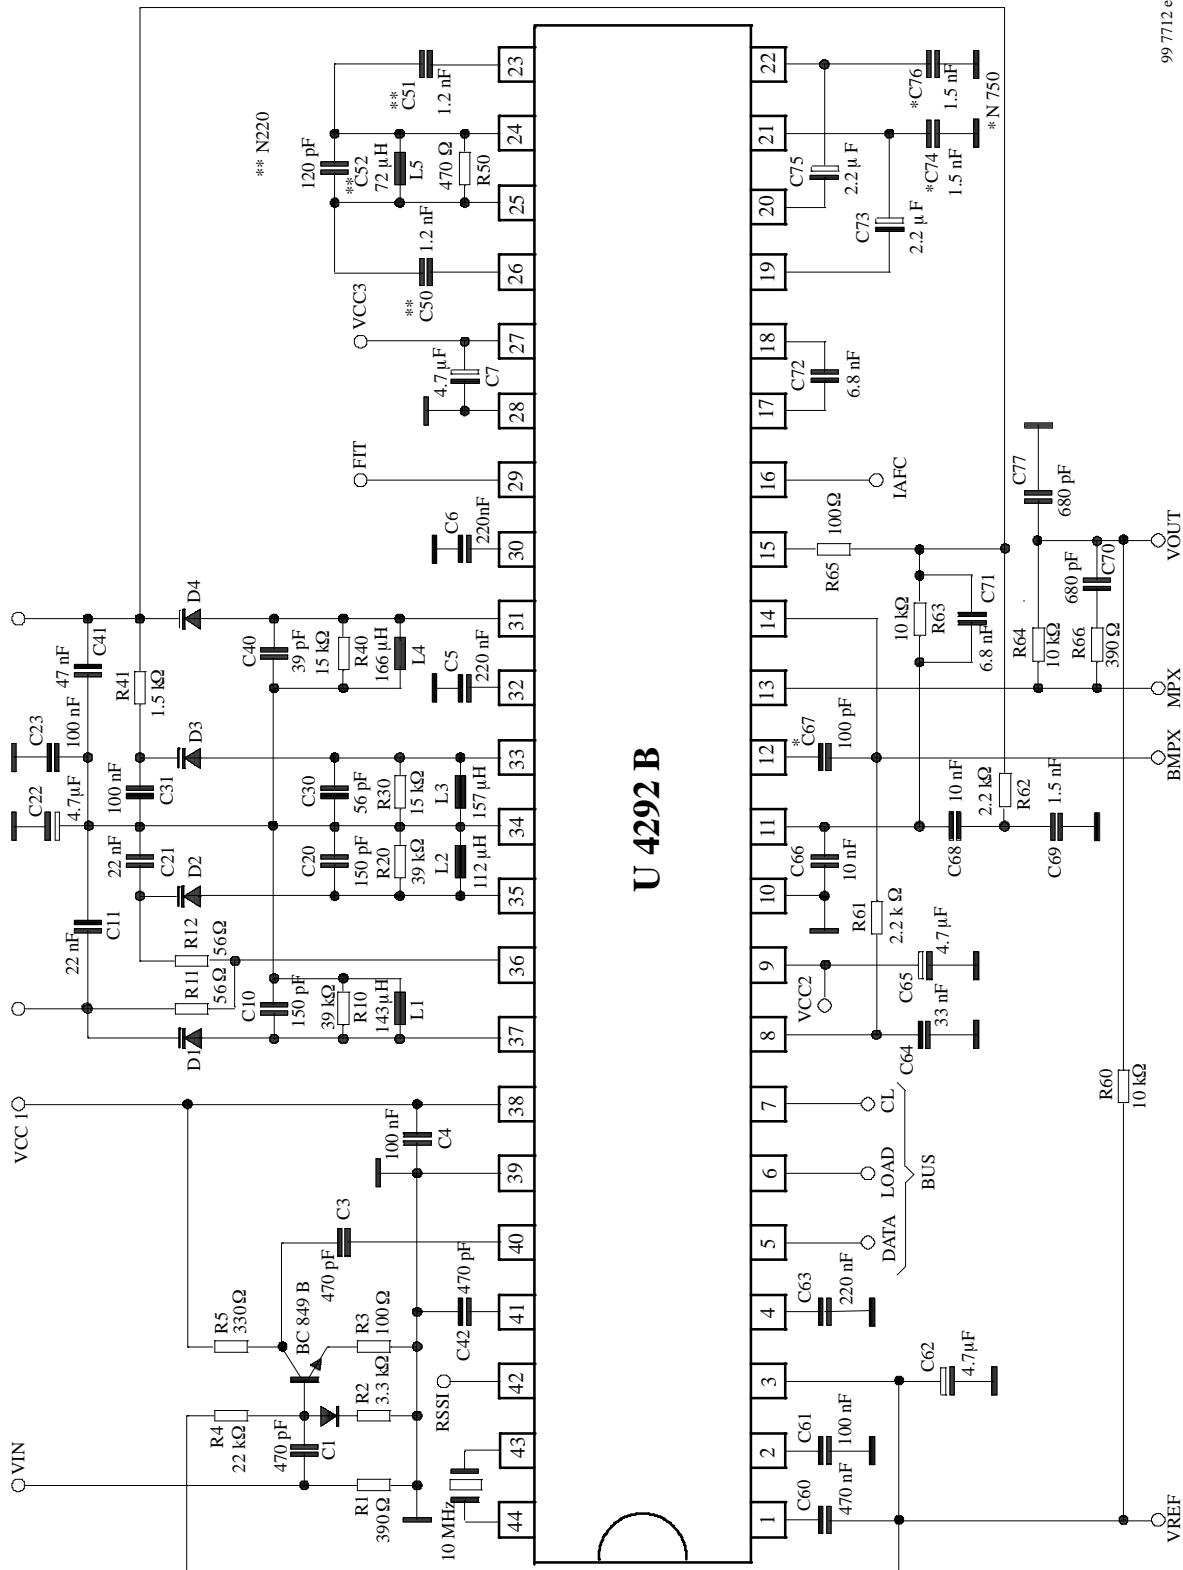 99 7712 e
VIN
VCC 1
R4
22 kΩ
R5
330 Ω
470 pF
C1
BC 849 B
R1
390 Ω
R2
3.3 kΩ
R3
100 Ω
470 pF
C3
C42
470 pF
100 nF
C4
10 MHz
RSSI
D1
R11
56 Ω
R12
56 Ω
22 nF
C11
C10
150 pF
39 kΩ
R10
143 µH
L1
D2
22 nF
C21
C22
4.7 µF
C20
150 pF
R20
39 kΩ
L2
112 µH
C23
100 nF
100 nF
C31
D3
C30
56 pF
R30
15 kΩ
L3
157 µH
47 nF
C41
R41
1.5 kΩ
D4
C40
39 pF
15 kΩ
R40
166 µH
L4
C5
220 nF
C6
220nF
FIT
4.7 µF
C7
VCC3
** N220
120 pF
**
C52
72 µH
L5
470 Ω
R50
**
C50
1.2 nF
**
C51
1.2 nF
44
43
42
41
40
39
38
37
36
35
34
33
32
31
30
29
28
27
26
25
24
23
U 4292 B
1
2
3
4
5
6
7
8
9
10
11
12
13
14
15
16
17
18
19
20
21
22
C60
470 nF
C61
100 nF
C62
4.7µF
C63
220 nF
DATA
LOAD
CL
BUS
C64
33 nF
VCC2
C65
4.7 µF
R61
2.2 k Ω
C66
10 nF
C68
10 nF
C69
1.5 nF
2.2 kΩ
R62
*C67
100 pF
R65
100 Ω
10 kΩ
R63
C71
6.8 nF
R64
10 kΩ
R66
390 Ω
680 pF
C70
C77
680 pF
IAFC
C72
6.8 nF
C73
2.2 µF
C75
2.2 µF
*C74
1.5 nF
*C76
1.5 nF
* N 750
R60
10 kΩ
VREF
BMPX
MPX
VOUT